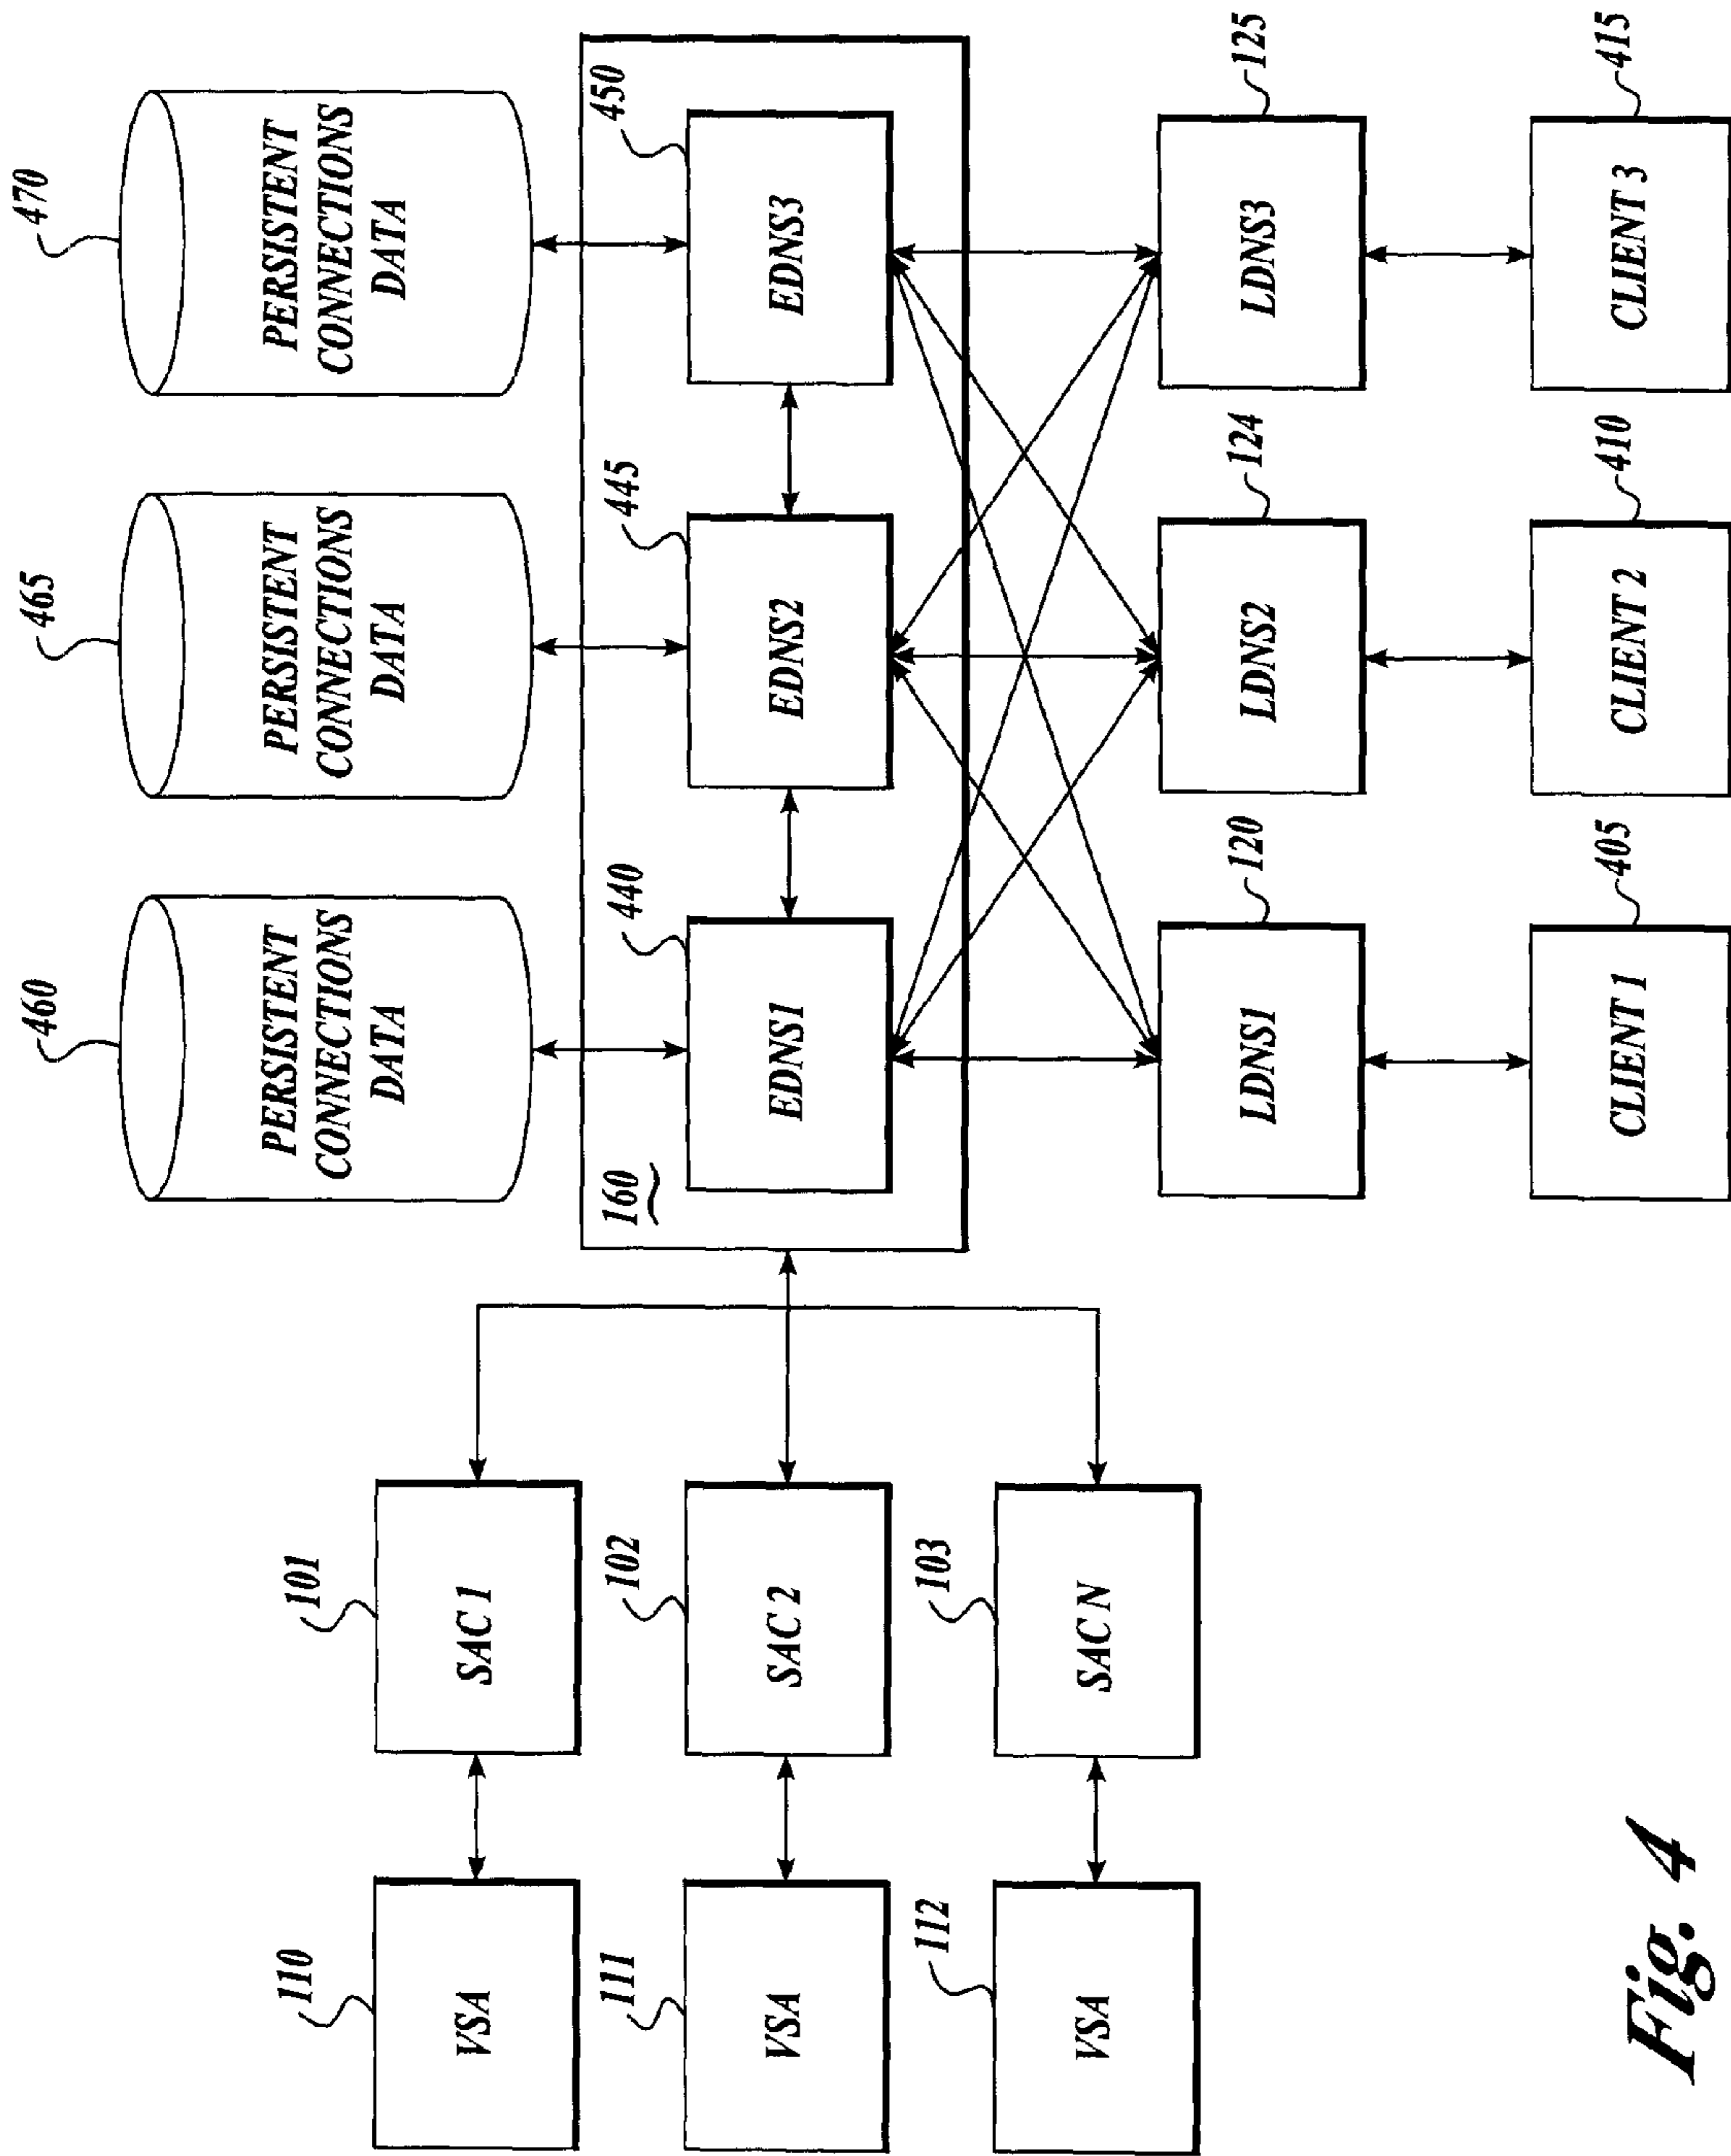 460
465
470
PERSISTENT
CONNECTIONS
DATA
PERSISTENT
CONNECTIONS
DATA
PERSISTENT
CONNECTIONS
DATA
160
440
445
450
EDNS1
EDNS2
EDNS3
110
101
VSA
SAC 1
111
102
VSA
SAC 2
112
103
VSA
SAC N
120
124
125
LDNS1
LDNS2
LDNS3
405
410
415
CLIENT 1
CLIENT 2
CLIENT 3
Fig. 4